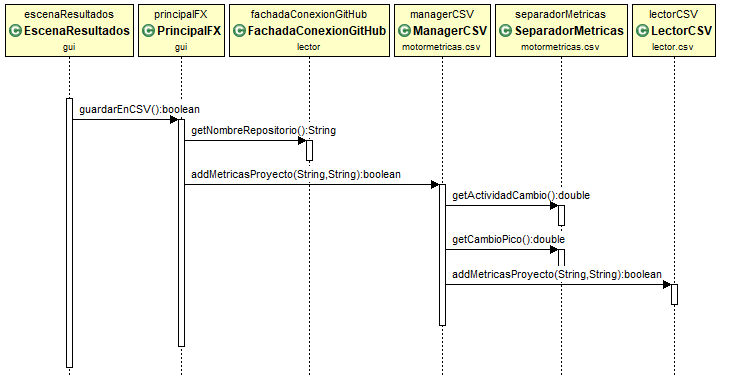 escenaResultados
C EscenaResultados
gui
principalFX
C PrincipalFX
gui
fachadaConexionGitHub
C FachadaConexionGitHub
lector
managerCSV
C ManagerCSV
motormetricas.csv
separadorMetricas
C SeparadorMetricas
motormetricas.csv
lectorCSV
C LectorCSV
lector.csv
guardarEnCSV():boolean
getNombreRepositorio():String
addMetricasProyecto(String,String):boolean
getActividadCambio():double
getCambioPico():double
addMetricasProyecto(String,String):boolean